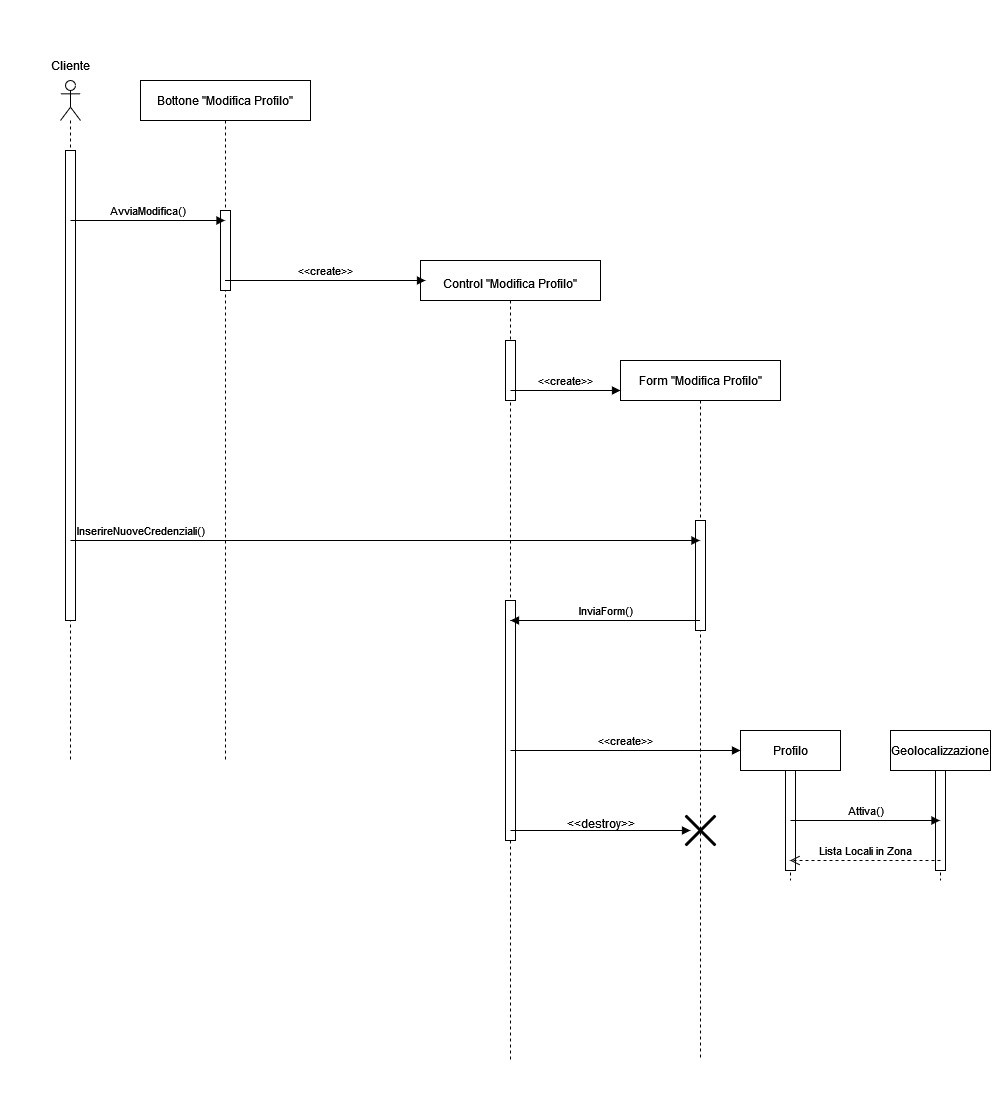 Cliente
Bottone "Modifica Profilo"
AvviaModifica()
<<create>>
Control "Modifica Profilo"
<<create>>
Form "Modifica Profilo"
InserireNuoveCredenziali()
InviaForm()
<<create>>
Profilo
Geolocalizzazione
Attiva()
<<destroy>>
Lista Locali in Zona